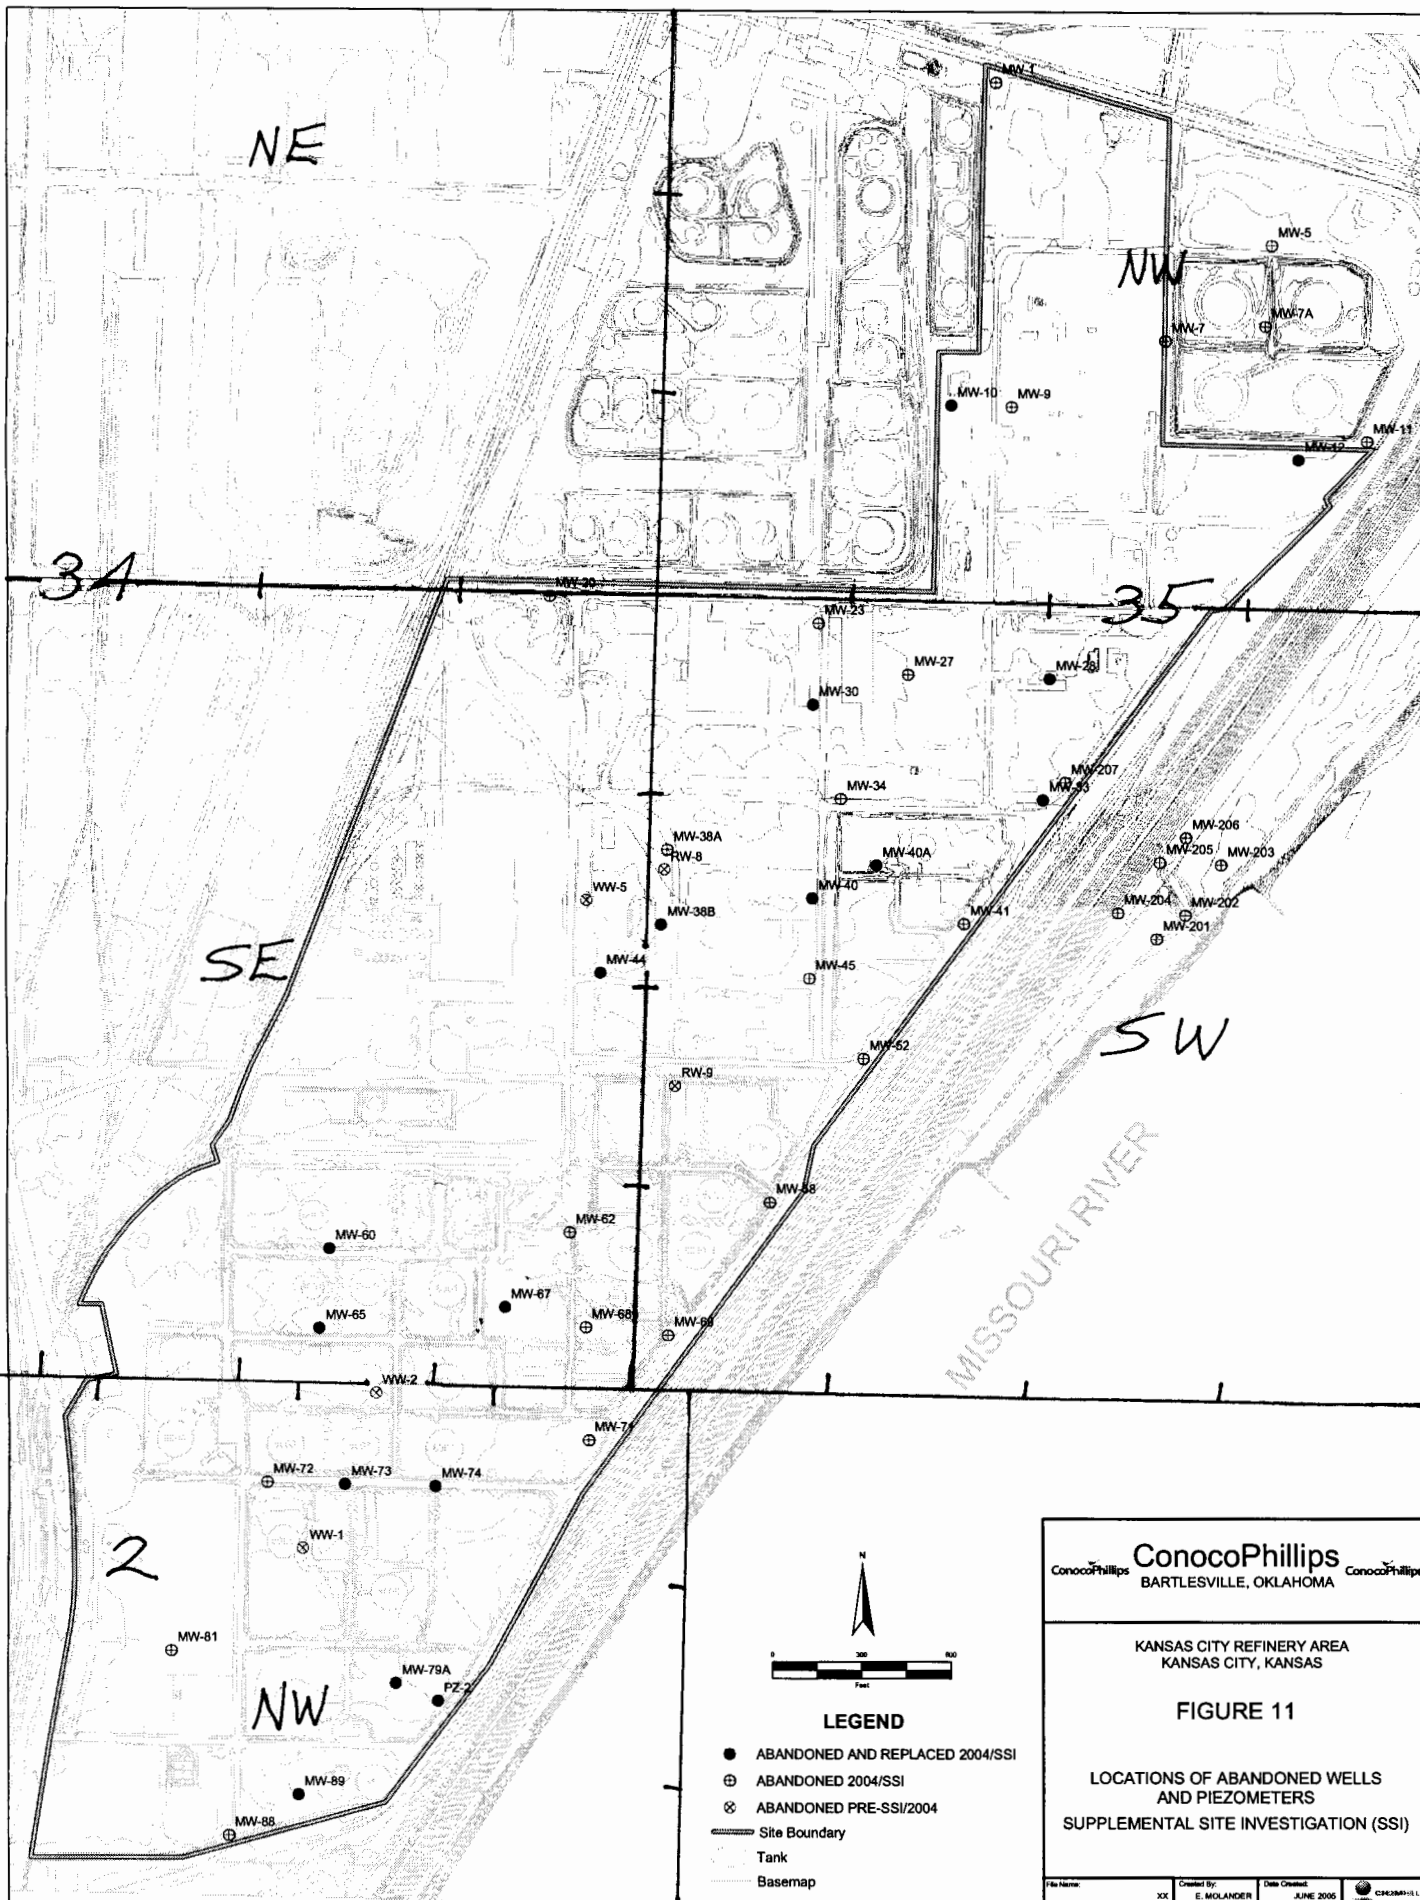 NE
MW-1
MW-5
NW
MW-7A
MW-7
MW-10
MW-9
MW-11
MW-12
34
MW-20
35
MW-23
MW-27
MW-28
MW-30
MW-207
MW-34
MW-33
MW-206
MW-38A
MW-205
MW-203
RW-8
MW-40A
WW-5
MW-40
MW-38B
MW-41
MW-204
MW-202
MW-201
SE
MW-44
MW-45
SW
MW-52
RW-9
MISSOURI RIVER
MW-58
MW-62
MW-60
MW-67
MW-65
MW-68
MW-69
WW-2
MW-71
MW-72
MW-73
MW-74
WW-1
2
MW-81
MW-79A
PZ-2
NW
MW-89
MW-88
N
0 300 600
Feet
LEGEND
ABANDONED AND REPLACED 2004/SSI
ABANDONED 2004/SSI
ABANDONED PRE-SSI/2004
Site Boundary
Tank
Basemap
ConocoPhillips ConocoPhillips ConocoPhillips
BARTLESVILLE, OKLAHOMA
KANSAS CITY REFINERY AREA
KANSAS CITY, KANSAS
FIGURE 11
LOCATIONS OF ABANDONED WELLS
AND PIEZOMETERS
SUPPLEMENTAL SITE INVESTIGATION (SSI)
File Name: Created By: Date Created:
XX E. MOLANDER JUNE 2005